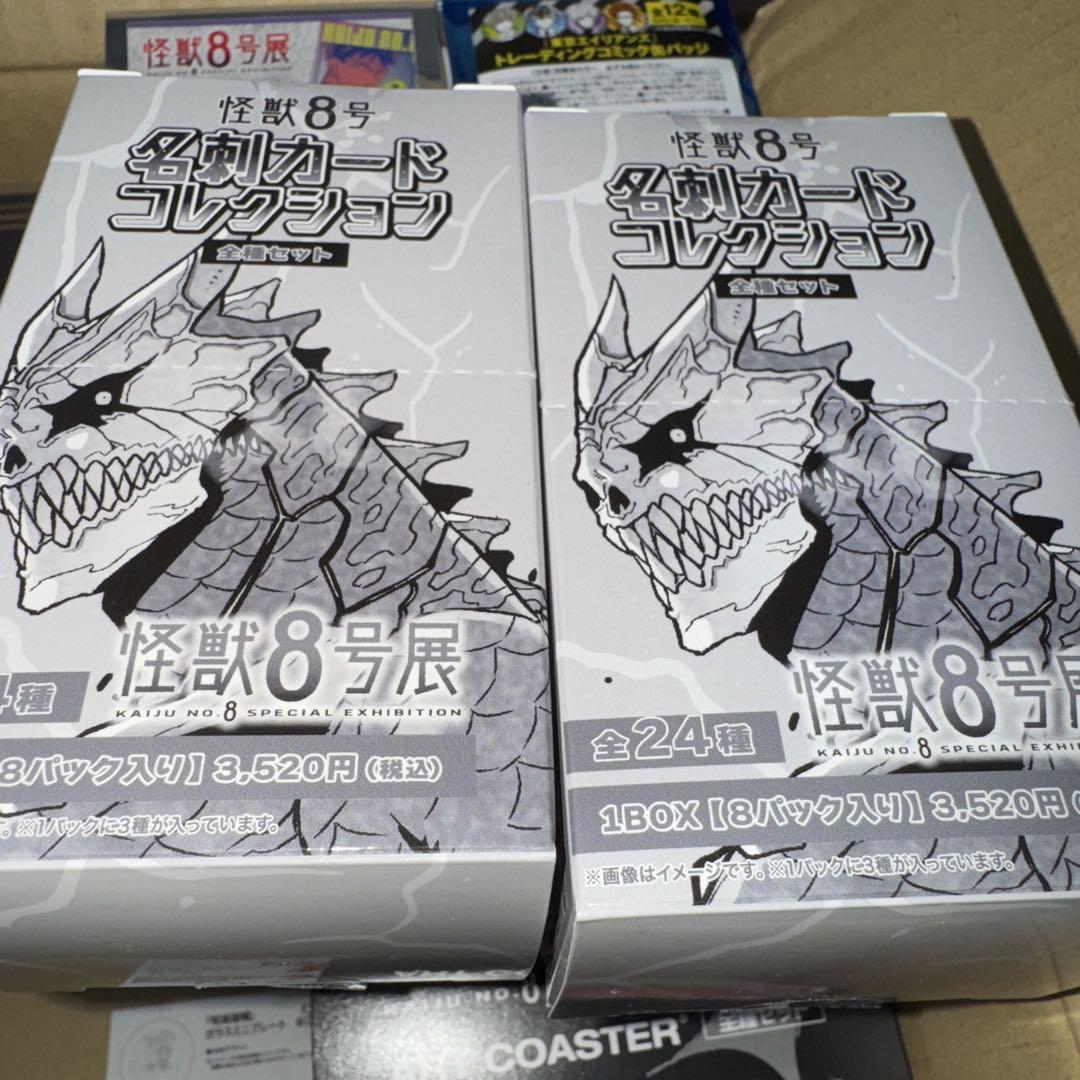 怪獣8号展
KAIJU NO.8 SPECIAL EXHIBITION
全12種
東京エイリアンズ
トレーディングコミック缶バッジ
怪獣8号
名刺カード
コレクション
全種セット
怪獣8号展
KAIJU NO.8 SPECIAL EXHIBITION
4種
8パック入り】3,520円（税込）
。※1パックに3種が入っています。
怪獣8号
名刺カード
コレクション
全種セット
怪獣8号展
KAIJU NO.8 SPECIAL EXHIB
全24種
1BOX【8パック入り】3,520円（
※画像はイメージです。※1パックに3種が入っています。
COASTER
全種セット